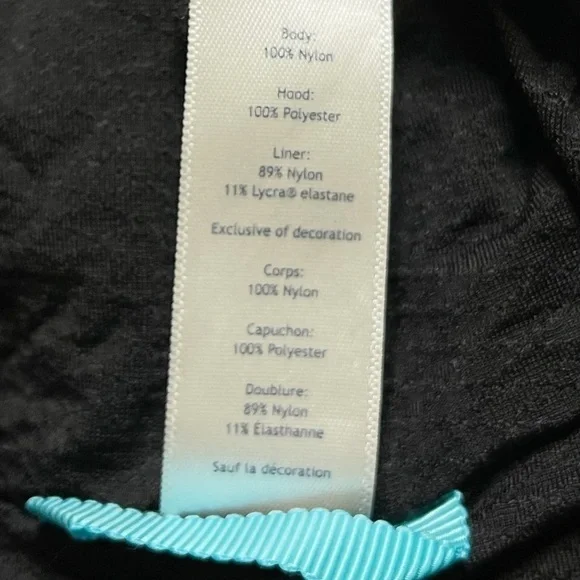 Body:
100% Nylon
Hood:
100% Polyester
Liner:
89% Nylon
11% Lycra® elastane
Exclusive of decoration
Corps:
100% Nylon
Capuchon:
100% Polyester
Doublure:
89% Nylon
11% Élasthanne
Sauf la décoration